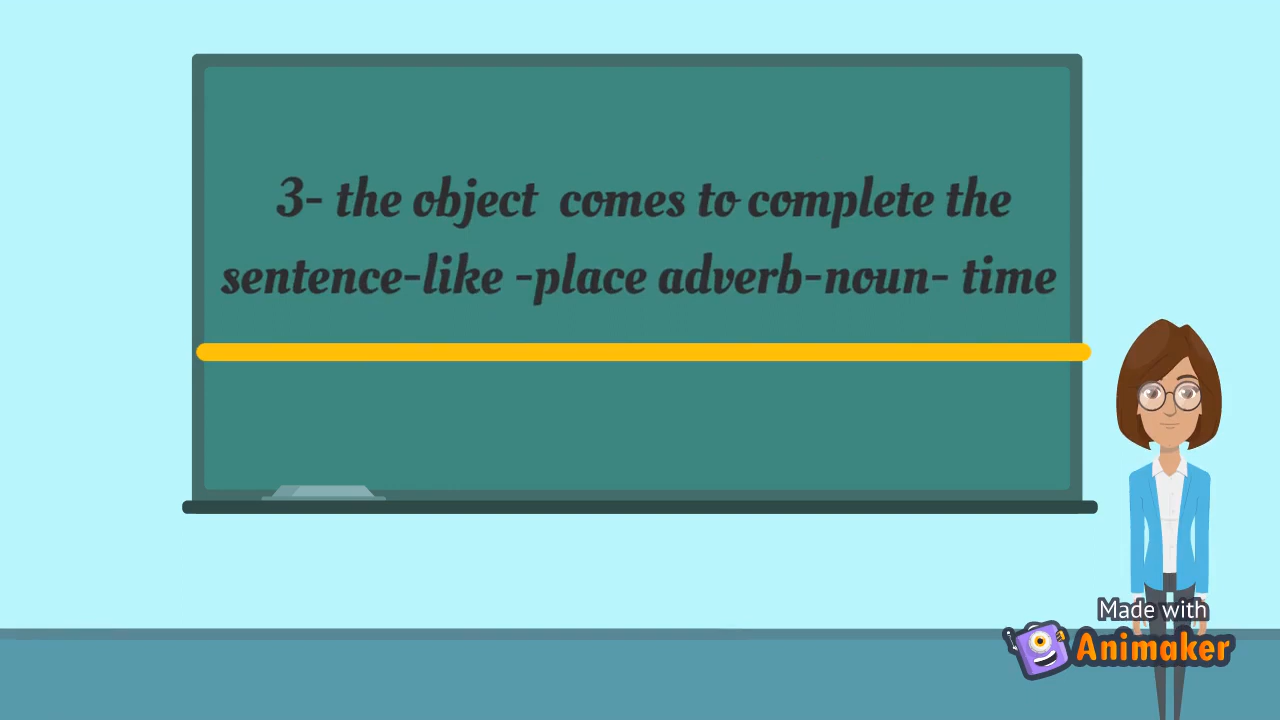 3- the object comes to complete the
sentence-like -place adverb-noun- time
Made with
Animaker